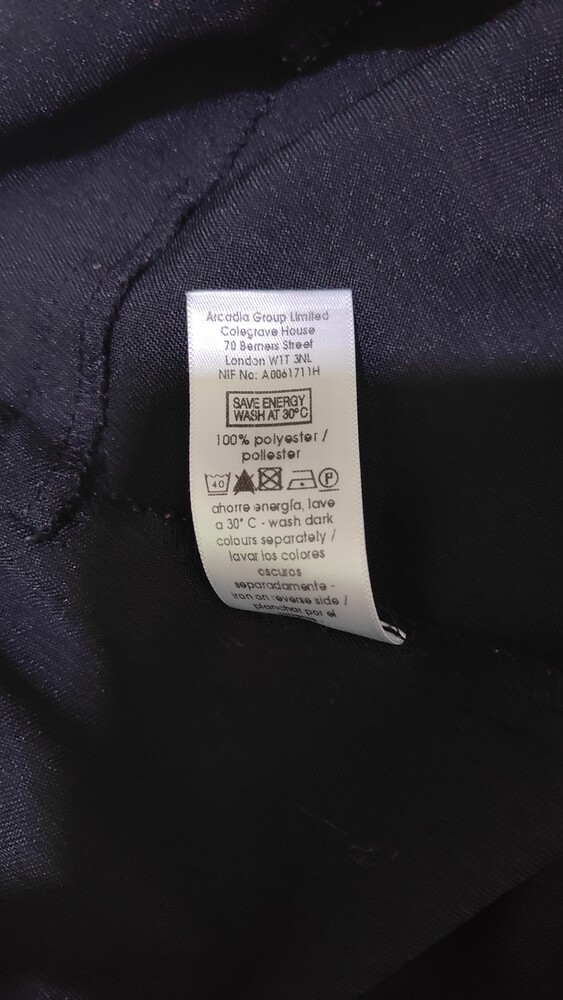 Arcadia Group Limited
Colegrave House
70 Berners Street
London W1T 3NL
NIF No: A0061711H
SAVE ENERGY
WASH AT 30°C
100% polyester /
poliester
40 P
ahorre energía, lave
a 30° C - wash dark
colours separately /
lavar los colores
oscuros
separadamente -
iron on reverse side /
planchar por el